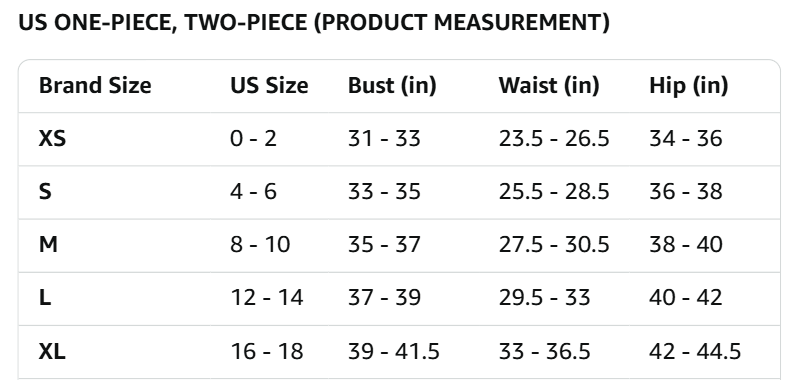 US ONE-PIECE, TWO-PIECE (PRODUCT MEASUREMENT)
Brand Size US Size Bust (in) Waist (in) Hip (in)
XS 0 - 2 31 - 33 23.5 - 26.5 34 - 36
S 4 - 6 33 - 35 25.5 - 28.5 36 - 38
M 8 - 10 35 - 37 27.5 - 30.5 38 - 40
L 12 - 14 37 - 39 29.5 - 33 40 - 42
XL 16 - 18 39 - 41.5 33 - 36.5 42 - 44.5